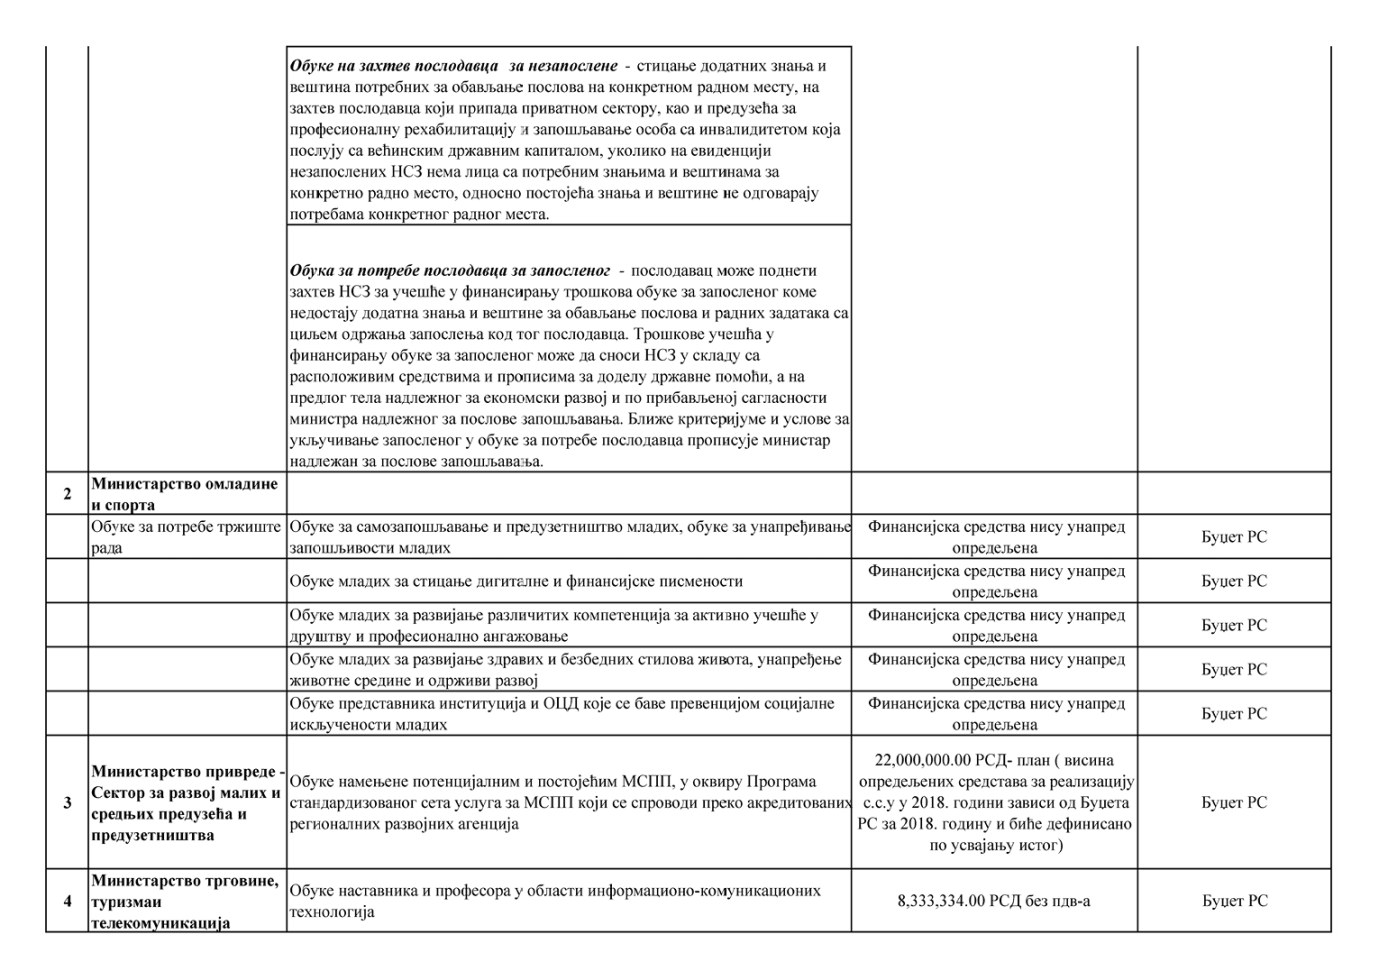 Обуке на захтев послодавца за незапослене - стицање додатних знања и
вештина потребних за обављање послова на конкретном радном месту, на
захтев послодавца који припада приватном сектору, као и предузећа за
професионалну рехабилитацију и запошљавање особа са инвалидитетом која
послују са већинским државним капиталом, уколико на евиденцији
незапослених НСЗ нема лица са потребним знањима и вештинама за
конкретно радно место, односно постојећа знања и вештине не одговарају
потребама конкретног радног места.
Обука за потребе послодавца за запосленог - послодавац може поднети
захтев НСЗ за учешће у финансирању трошкова обуке за запосленог коме
недостају додатна знања и вештине за обављање послова и радних задатака са
циљем одржања запослења код тог послодавца. Трошкове учешћа у
финансирању обуке за запосленог може да сноси НСЗ у складу са
расположивим средствима и прописима за доделу државне помоћи, а на
предлог тела надлежног за економски развој и по прибављеној сагласности
министра надлежног за послове запошљавања. Ближе критеријуме и услове за
укључивање запосленог у обуке за потребе послодавца прописује министар
надлежан за послове запошљавања.
2
Министарство омладине
и спорта
Обуке за потребе тржиште
рада
Обуке за самозапошљавање и предузетништво младих, обуке за унапређивање
запошљивости младих
Финансијска средства нису унапред
опредељена
Буџет РС
Обуке младих за стицање дигиталне и финансијске писмености
Финансијска средства нису унапред
опредељена
Буџет РС
Обуке младих за развијање различитих компетенција за активно учешће у
друштву и професионално ангажовање
Финансијска средства нису унапред
опредељена
Буџет РС
Обуке младих за развијање здравих и безбедних стилова живота, унапређење
животне средине и одрживи развој
Финансијска средства нису унапред
опредељена
Буџет РС
Обуке представника институција и ОЦД које се баве превенцијом социјалне
искључености младих
Финансијска средства нису унапред
опредељена
Буџет РС
3
Министарство привреде -
Сектор за развој малих и
средњих предузећа и
предузетништва
Обуке намењене потенцијалним и постојећим МСПП, у оквиру Програма
стандардизованог сета услуга за МСПП који се спроводи преко акредитованих
регионалних развојних агенција
22,000,000.00 РСД- план ( висина
опредељених средстава за реализацију
с.с.у у 2018. години зависи од Буџета
РС за 2018. годину и биће дефинисано
по усвајању истог)
Буџет РС
4
Министарство трговине,
туризмаи
телекомуникација
Обуке наставника и професора у области информационо-комуникационих
технологија
8,333,334.00 РСД без пдв-а
Буџет РС